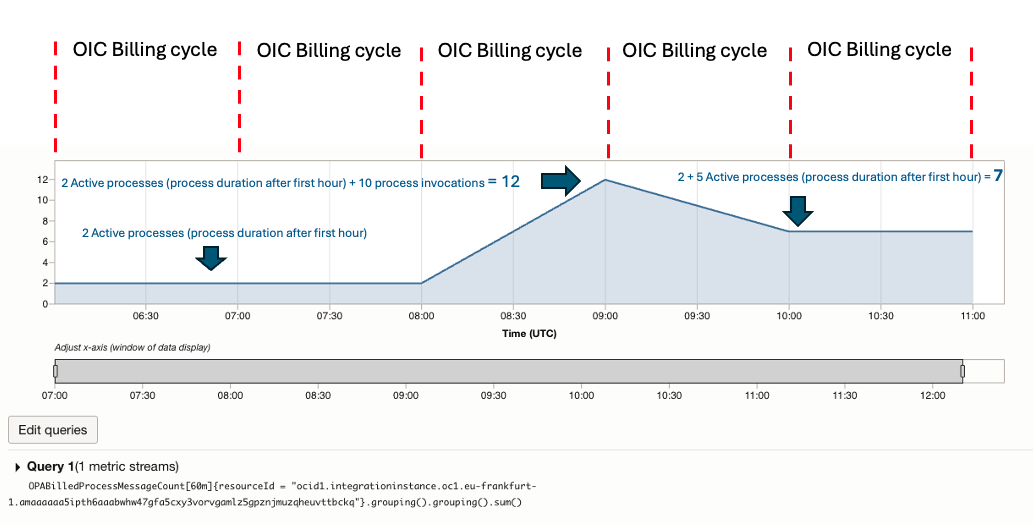 OIC Billing cycle OIC Billing cycle OIC Billing cycle OIC Billing cycle OIC Billing cycle
12
2 Active processes (process duration after first hour) + 10 process invocations = 12
2 + 5 Active processes (process duration after first hour) = 7
10
8
2 Active processes (process duration after first hour)
6
4
2
0
06:30 07:00 07:30 08:00 08:30 09:00 09:30 10:00 10:30 11:00
Time (UTC)
Adjust x-axis (window of data display)
07:00 07:30 08:00 08:30 09:00 09:30 10:00 10:30 11:00 11:30 12:00
Edit queries
Query 1(1 metric streams)
OPABilledProcessMessageCount[60m]{resourceId = "ocid1.integrationinstance.oc1.eu-frankfurt-
1.amaaaaaa5ipth6aaabwhw47gfa5cxy3vorvgamlz5gpznjmuzqheuvttbckq"}.grouping().grouping().sum()